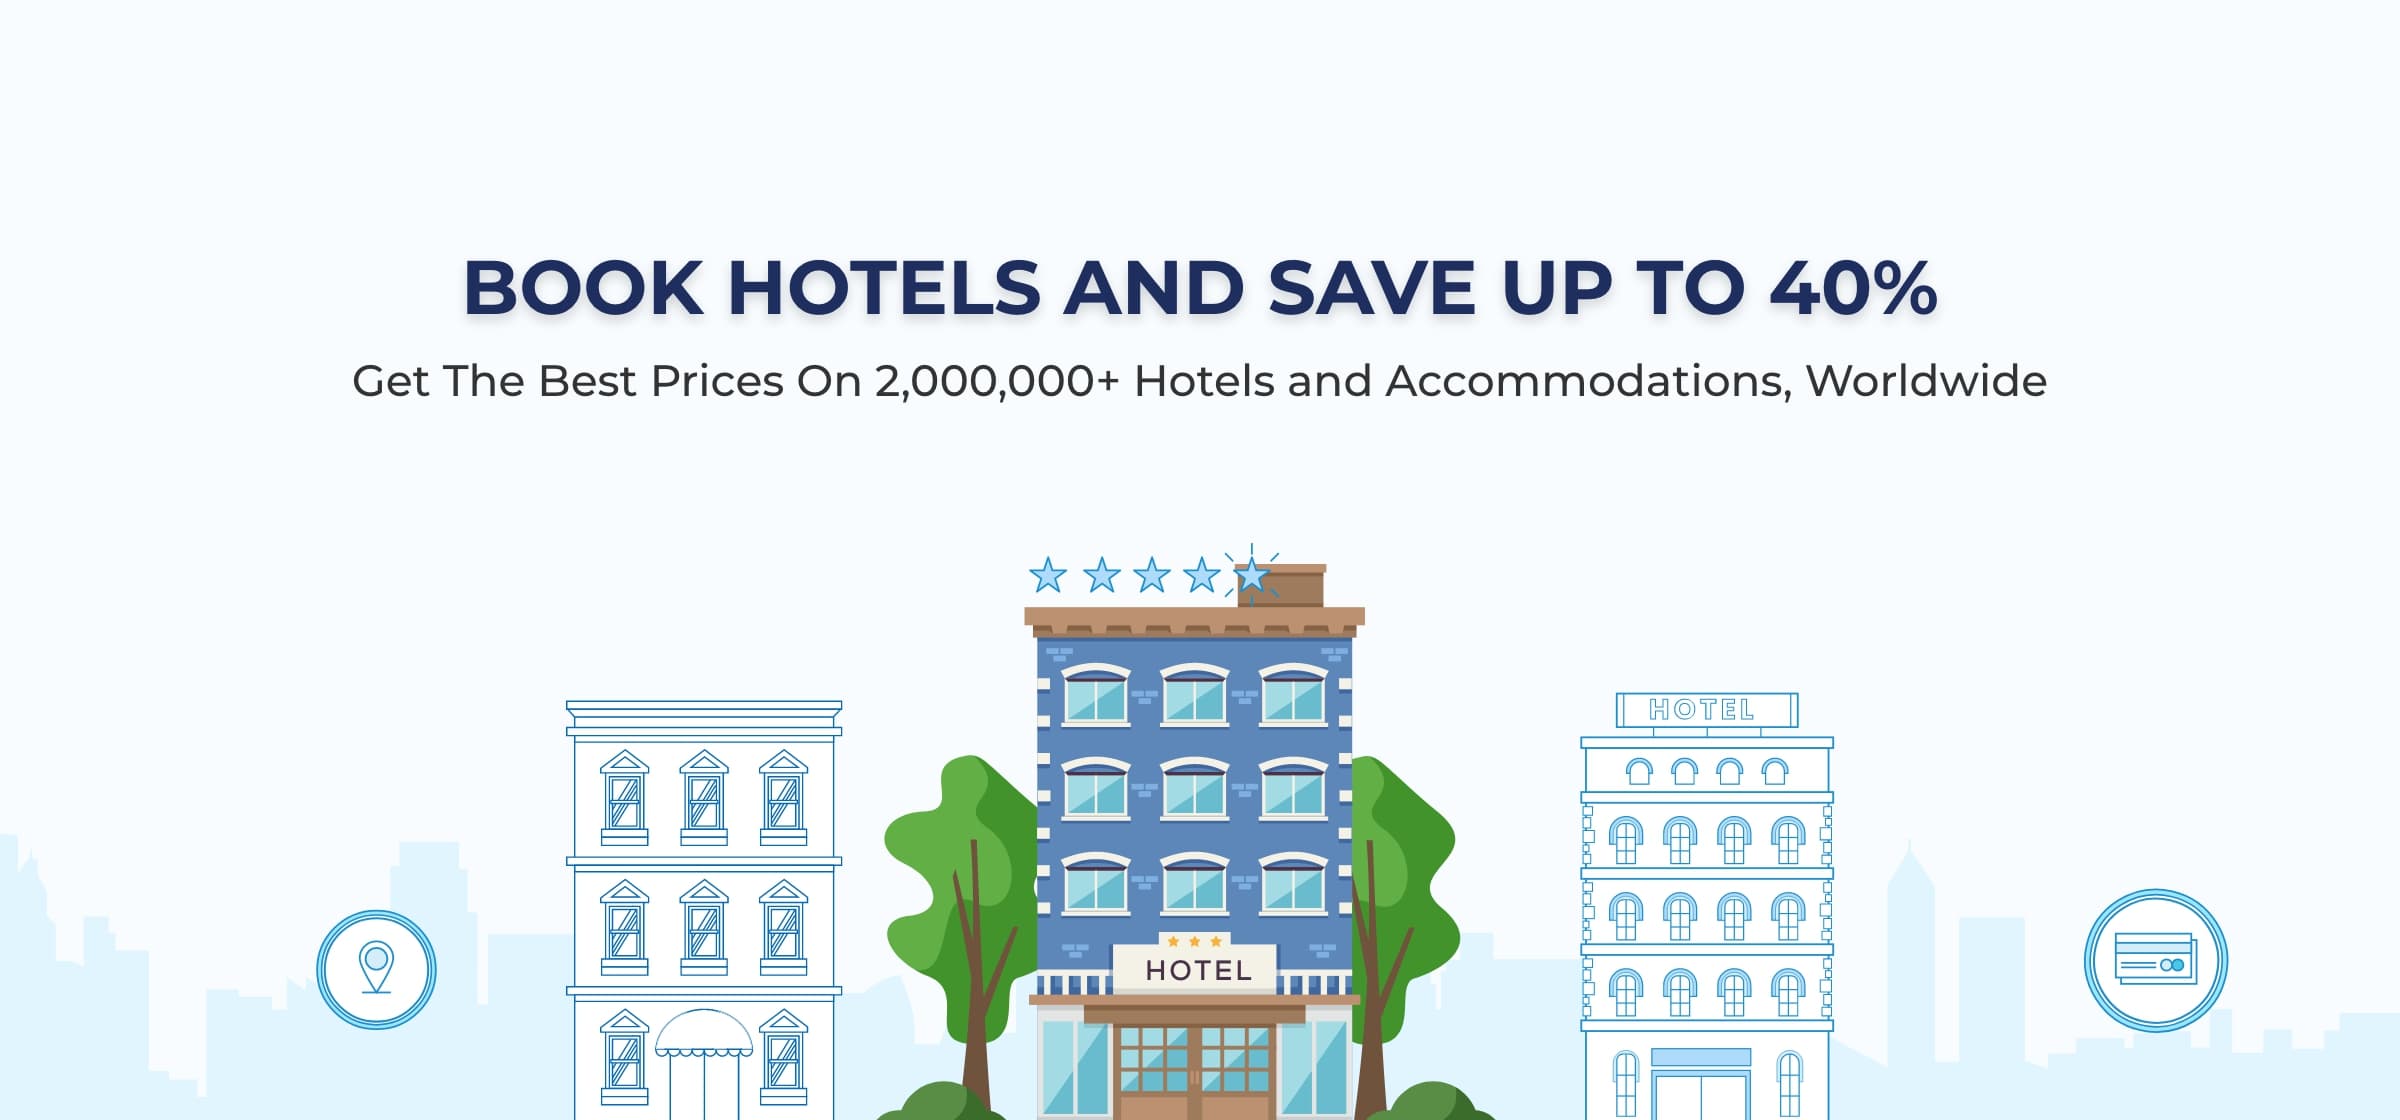 BOOK HOTELS AND SAVE UP TO 40%
Get The Best Prices On 2,000,000+ Hotels and Accommodations, Worldwide
HOTEL
HOTEL